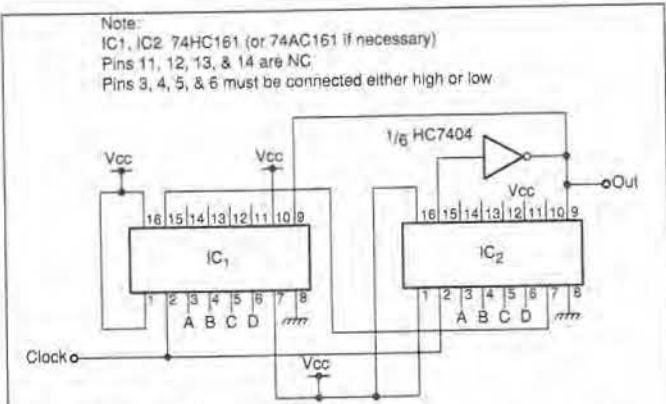 Note:
IC1, IC2 74HC161 (or 74AC161 if necessary)
Pins 11, 12, 13, & 14 are NC
Pins 3, 4, 5, & 6 must be connected either high or low
1/6 HC7404
Vcc
Vcc
Vcc
Out
16 15 14 13 12 11 10 9
16 15 14 13 12 11 10 9
IC1
IC2
1 2 3 4 5 6 7 8
1 2 3 4 5 6 7 8
A B C D
A B C D
Clock
Vcc